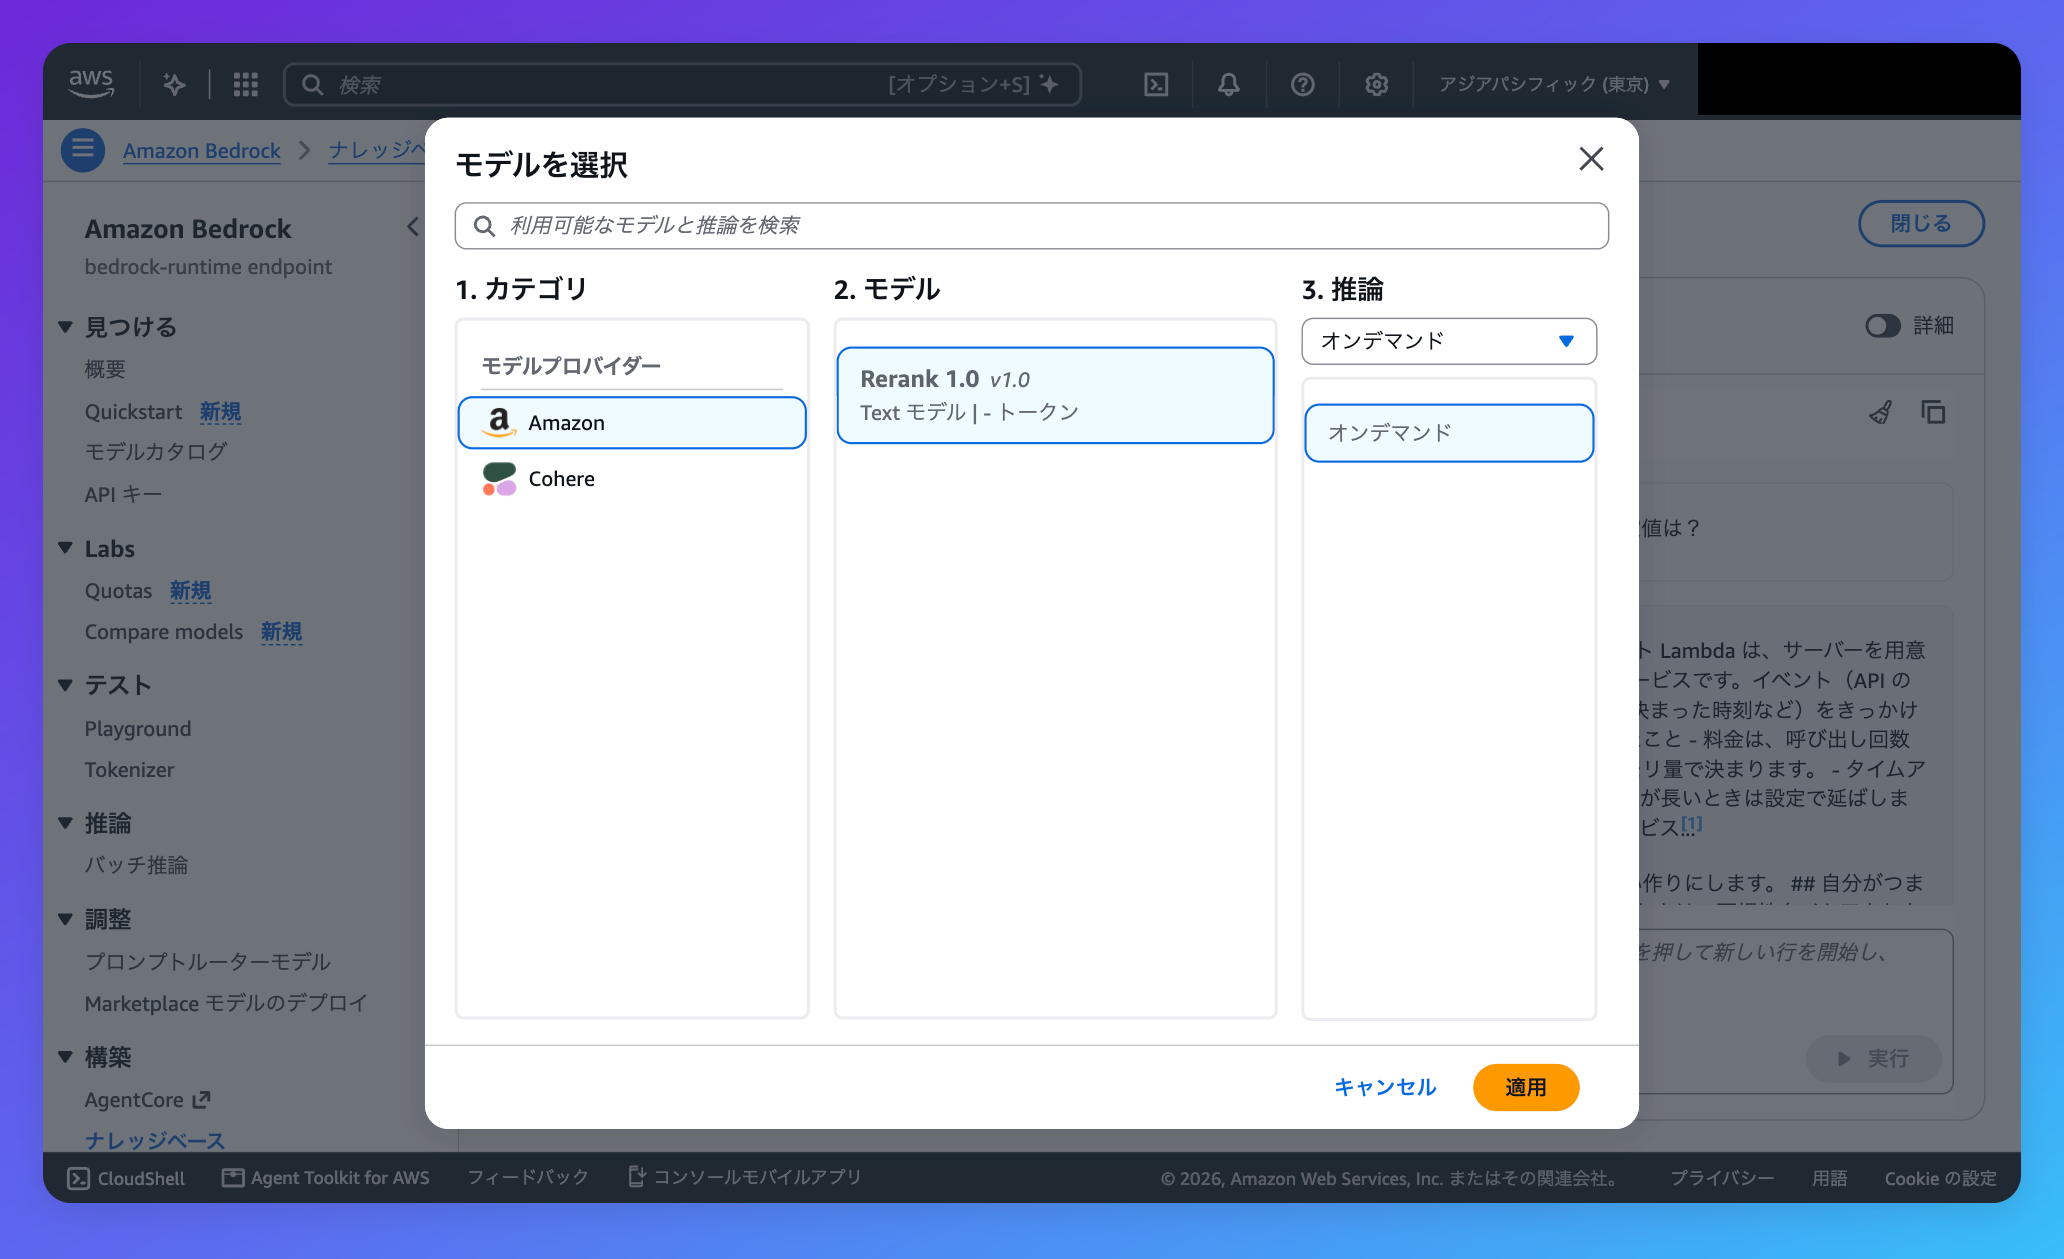 aws
検索
[オプション+S]
アジアパシフィック (東京)
Amazon Bedrock
ナレッジベ
Amazon Bedrock
bedrock-runtime endpoint
見つける
概要
Quickstart 新規
モデルカタログ
API キー
Labs
Quotas 新規
Compare models 新規
テスト
Playground
Tokenizer
推論
バッチ推論
調整
プロンプトルーターモデル
Marketplace モデルのデプロイ
構築
AgentCore
ナレッジベース
モデルを選択
利用可能なモデルと推論を検索
1. カテゴリ
モデルプロバイダー
Amazon
Cohere
2. モデル
Rerank 1.0 v1.0
Text モデル | - トークン
3. 推論
オンデマンド
オンデマンド
キャンセル
適用
閉じる
詳細
値は？
ト Lambda は、サーバーを用意
ービスです。イベント（API の
決まった時刻など）をきっかけ
こと - 料金は、呼び出し回数
リ量で決まります。 - タイムア
が長いときは設定で延ばしま
ビス...[1]
作りにします。 ## 自分がつま
を押して新しい行を開始し、
実行
CloudShell
Agent Toolkit for AWS
フィードバック
コンソールモバイルアプリ
© 2026, Amazon Web Services, Inc. またはその関連会社。
プライバシー
用語
Cookie の設定